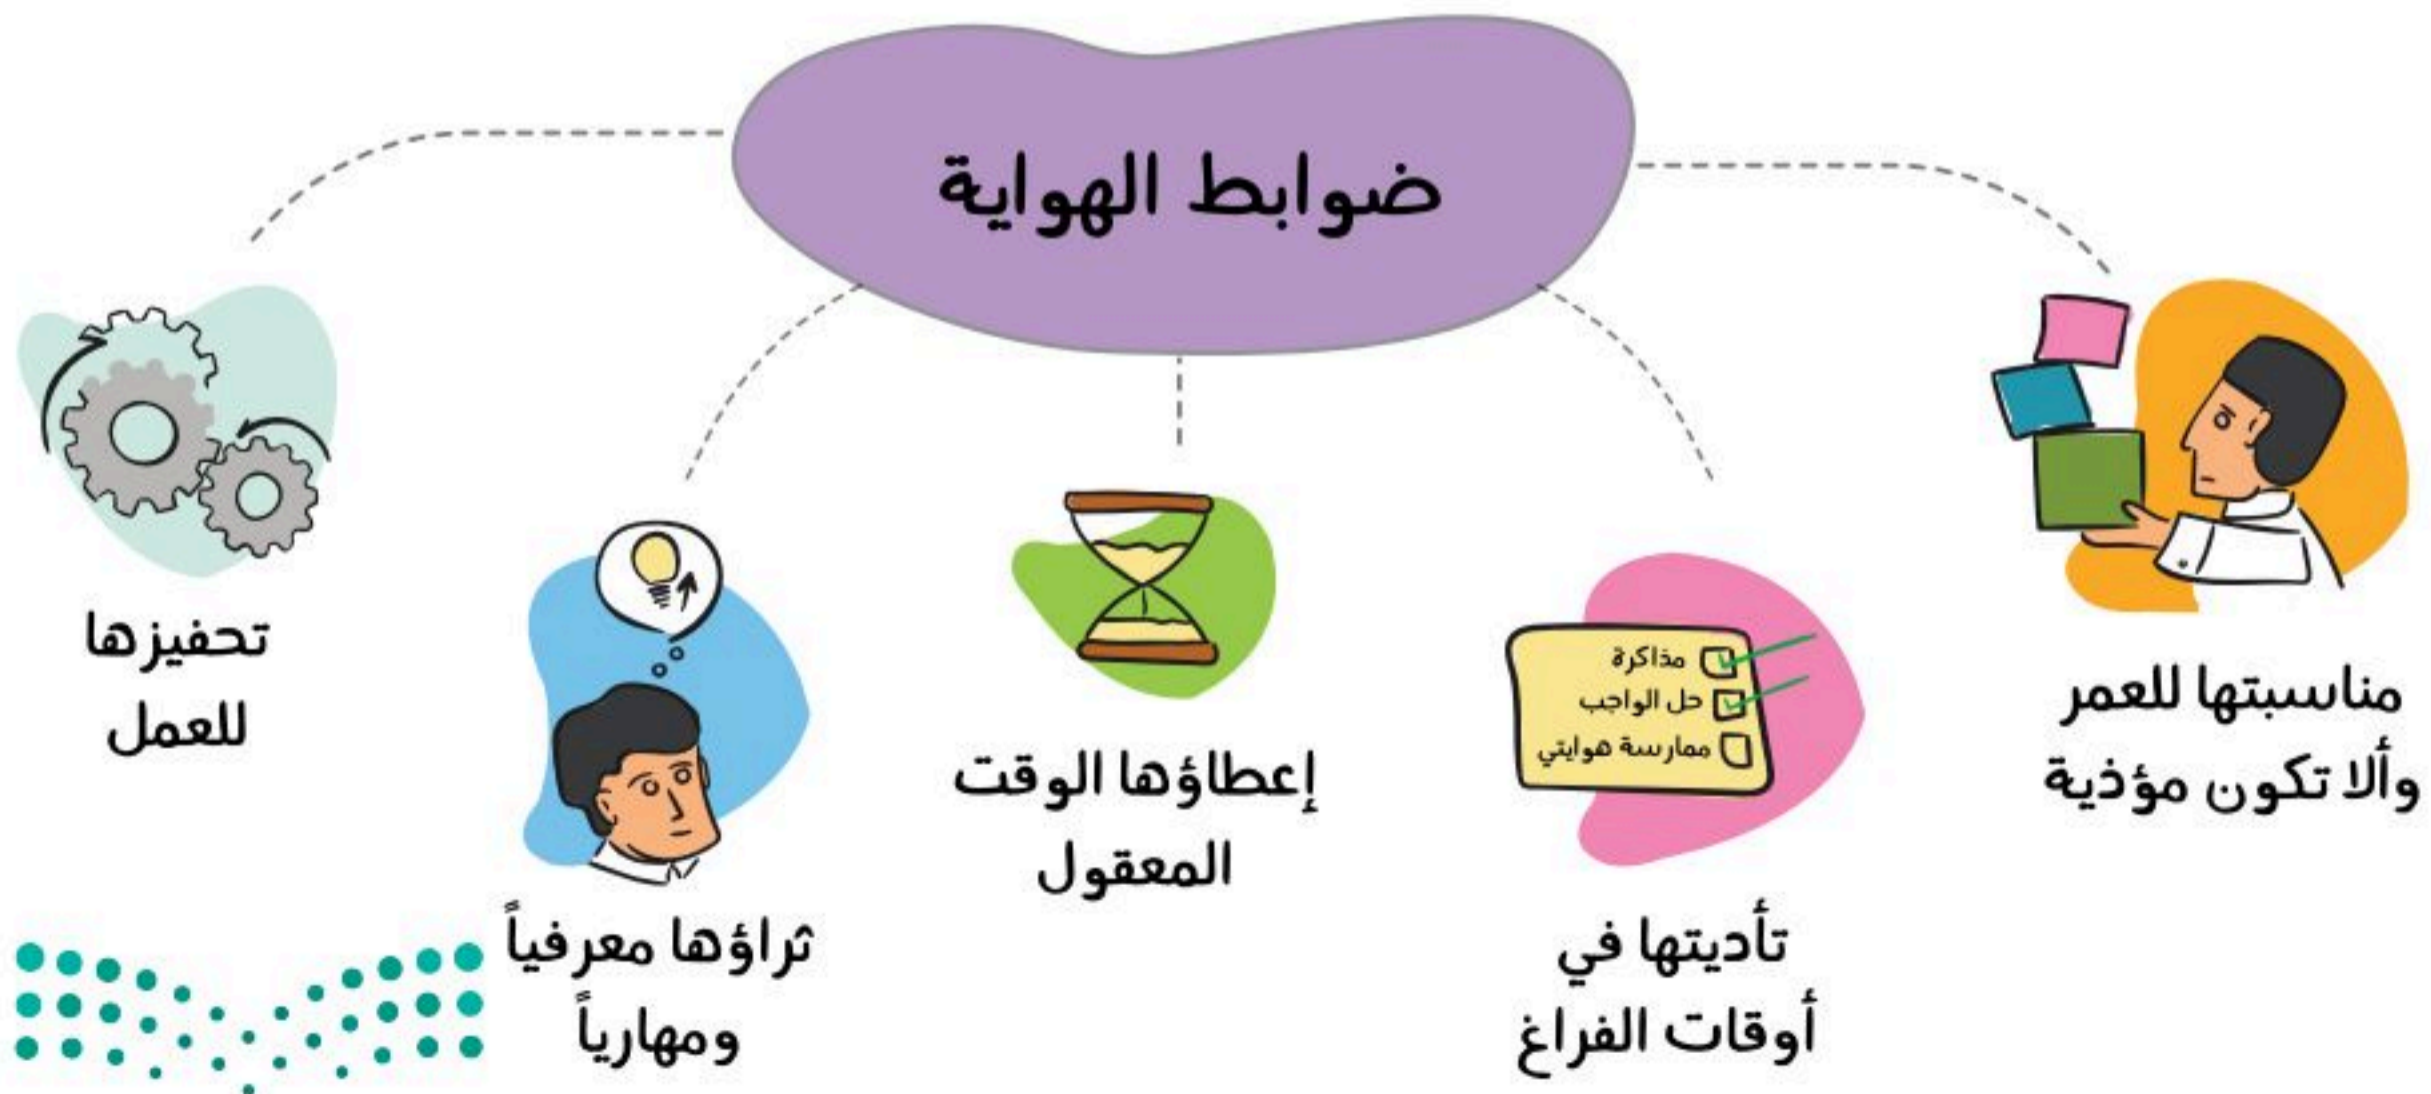 ضوابط الهواية
مناسبتها للعمر
وألا تكون مؤذية
مذاكرة
حل الواجب
ممارسة هوايتي
تأديتها في
أوقات الفراغ
إعطاؤها الوقت
المعقول
ثراؤها معرفياً
ومهارياً
تحفيزها
للعمل